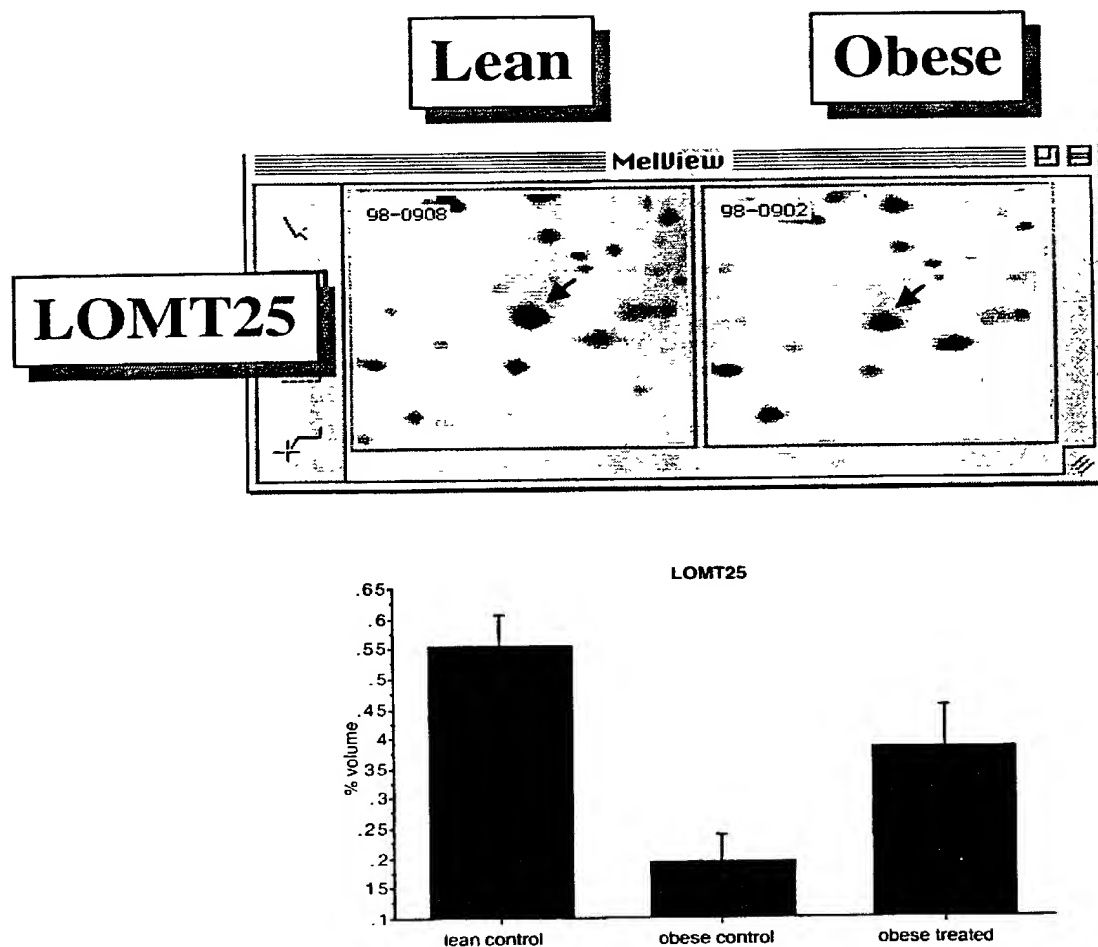 Lean
Obese
MelView
98-0908
98-0902
LOMT25
LOMT25
% volume
.65
.6
.55
.5
.45
.4
.35
.3
.25
.2
.15
.1
lean control
obese control
obese treated